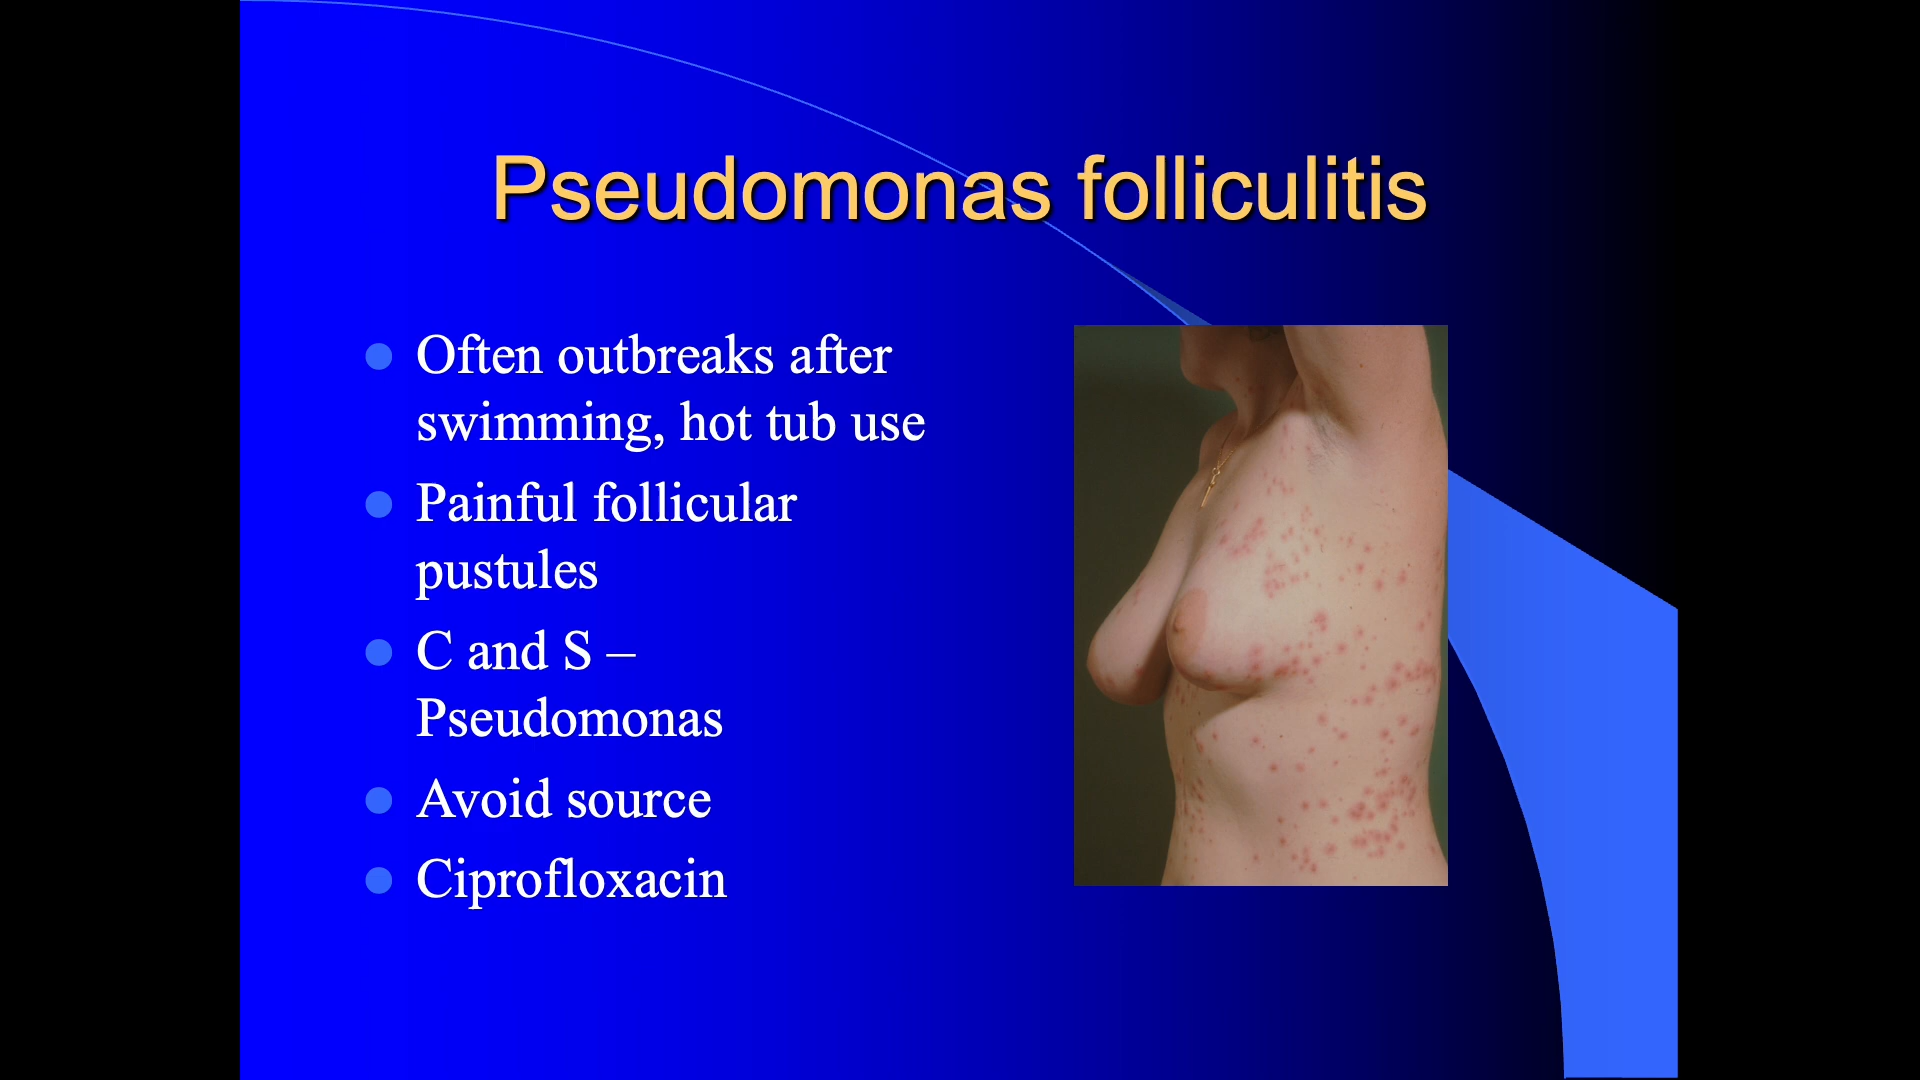 Pseudomonas folliculitis
Often outbreaks after
swimming, hot tub use
Painful follicular
pustules
C and S –
Pseudomonas
Avoid source
Ciprofloxacin